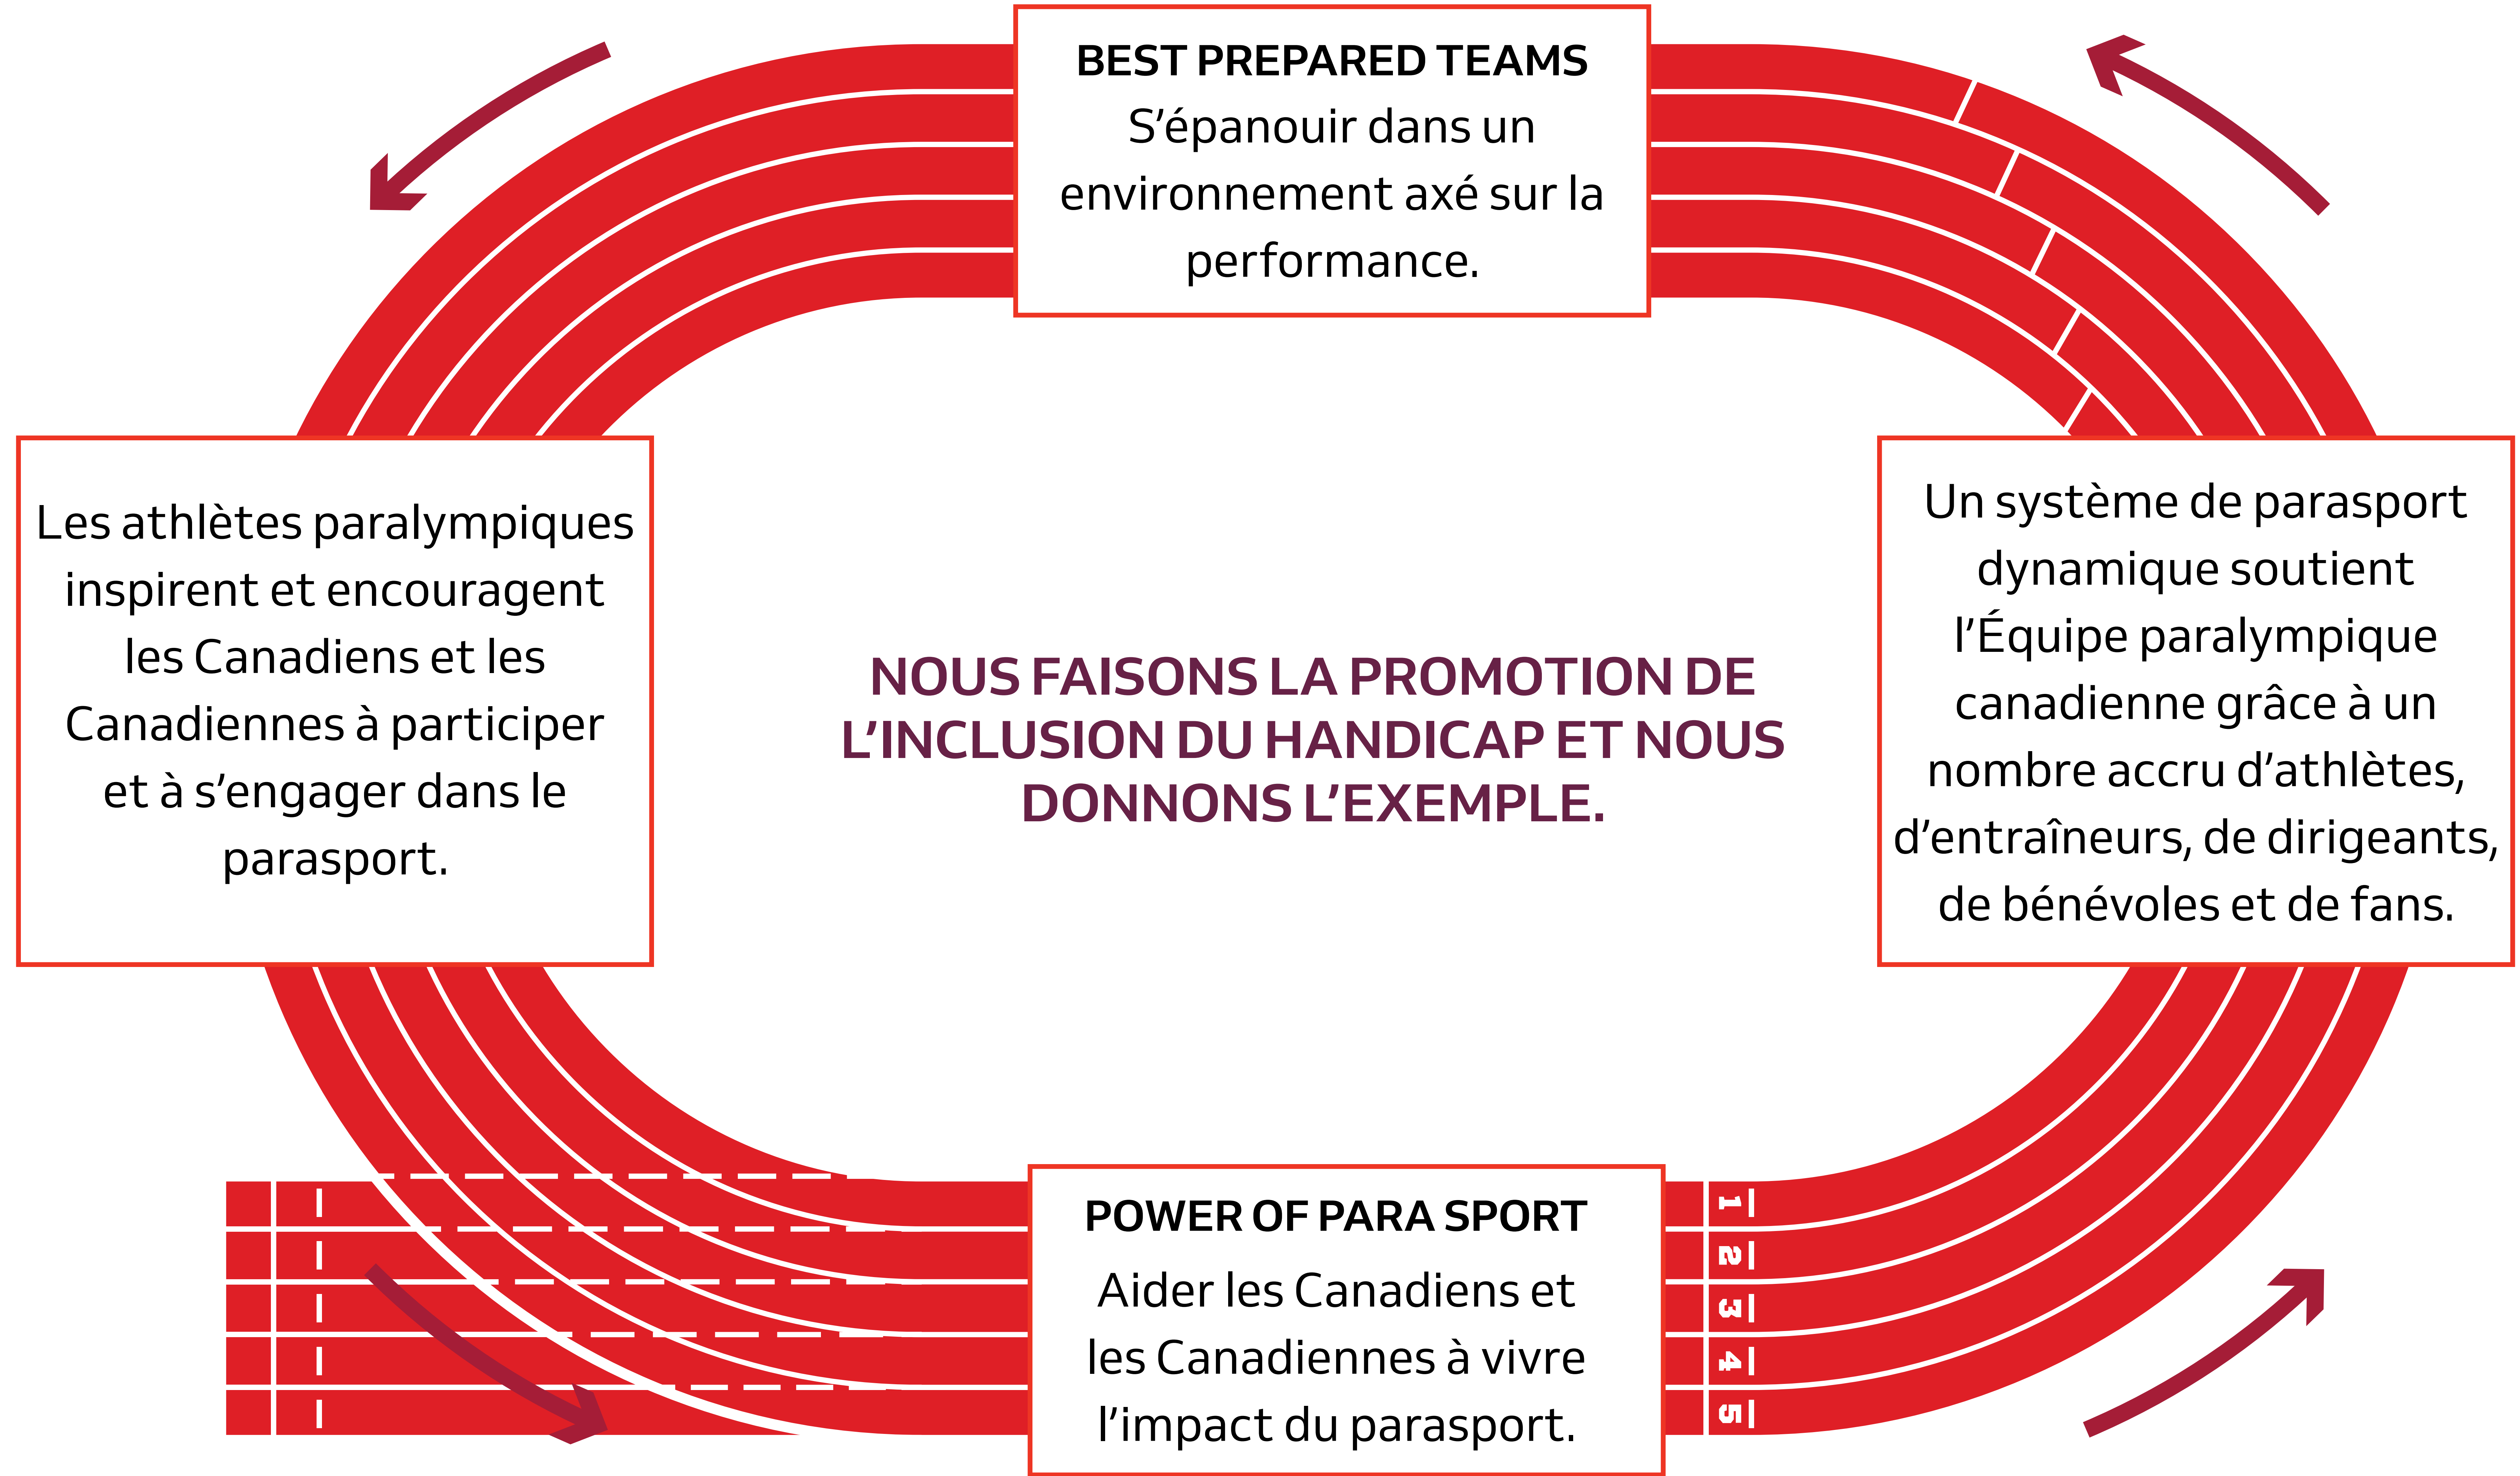 BEST PREPARED TEAMS
S’épanouir dans un
environnement axé sur la
performance.
Les athlètes paralympiques
inspirent et encouragent
les Canadiens et les
Canadiennes à participer
et à s’engager dans le
parasport.
NOUS FAISONS LA PROMOTION DE
L’INCLUSION DU HANDICAP ET NOUS
DONNONS L’EXEMPLE.
Un système de parasport
dynamique soutient
l’Équipe paralympique
canadienne grâce à un
nombre accru d’athlètes,
d’entraîneurs, de dirigeants,
de bénévoles et de fans.
POWER OF PARA SPORT
Aider les Canadiens et
les Canadiennes à vivre
l’impact du parasport.
1
2
3
4
5